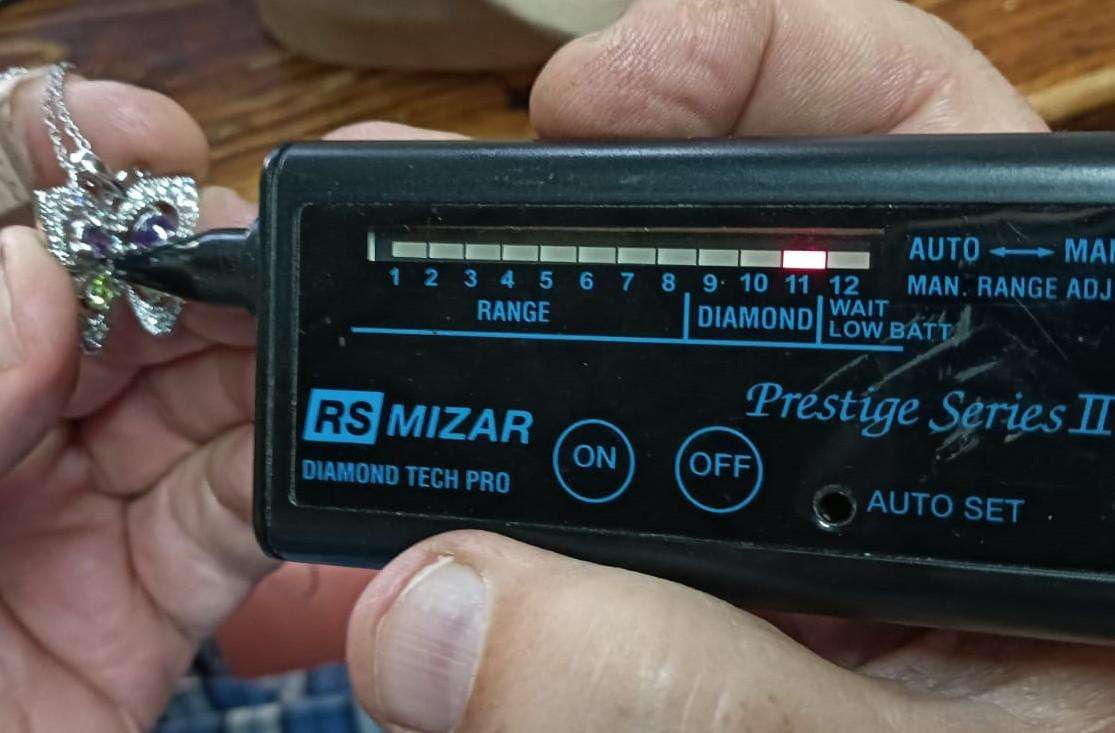 1 2 3 4 5 6 7 8 9 10 11 12
RANGE
DIAMOND
WAIT
LOW BATT
AUTO
MAN. RANGE ADJ
Prestige Series II
RS MIZAR
DIAMOND TECH PRO
ON
OFF
AUTO SET